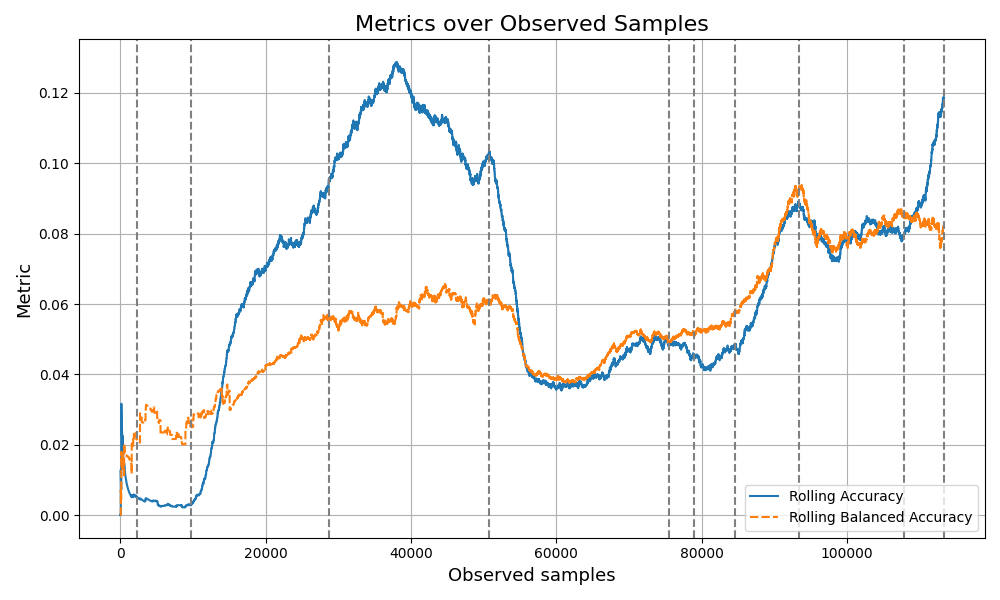 Metrics over Observed Samples
Metric
0.12
0.10
0.08
0.06
0.04
0.02
0.00
Rolling Accuracy
Rolling Balanced Accuracy
0 20000 40000 60000 80000 100000
Observed samples